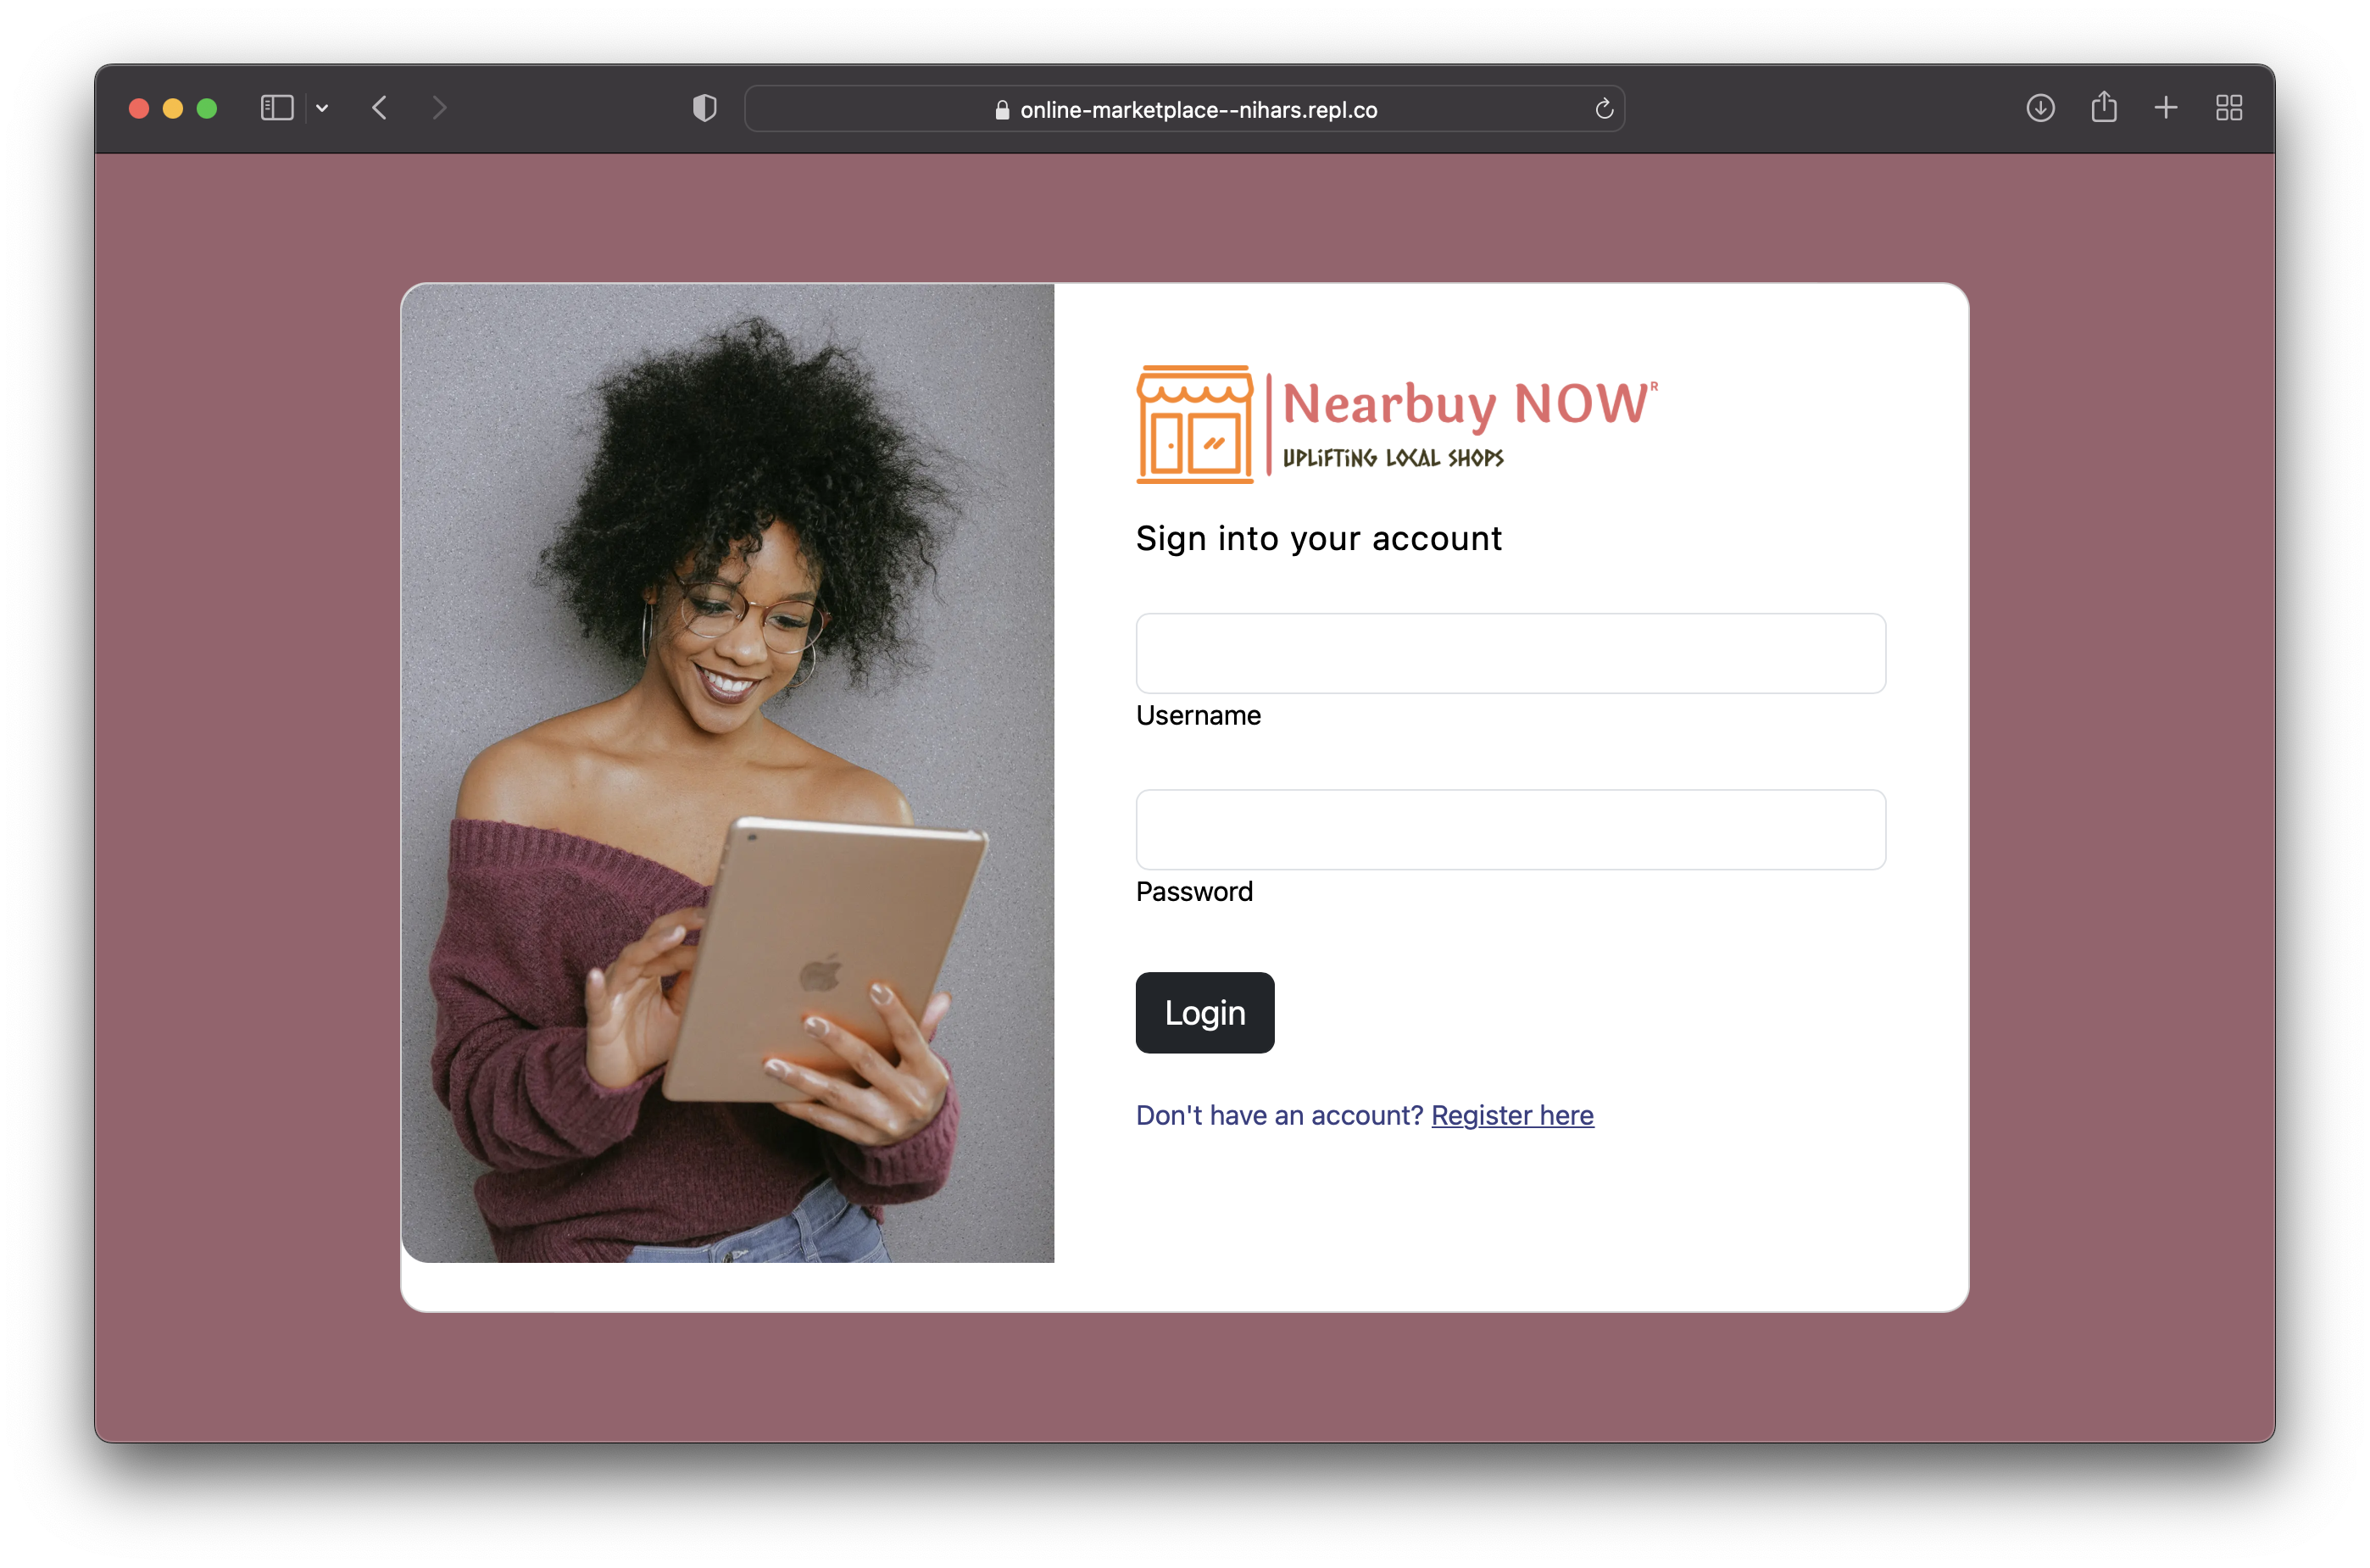 online-marketplace--nihars.repl.co
Nearbuy NOW R
UPLiFTiNG LOCAL SHOPS
Sign into your account
Username
Password
Login
Don't have an account? Register here